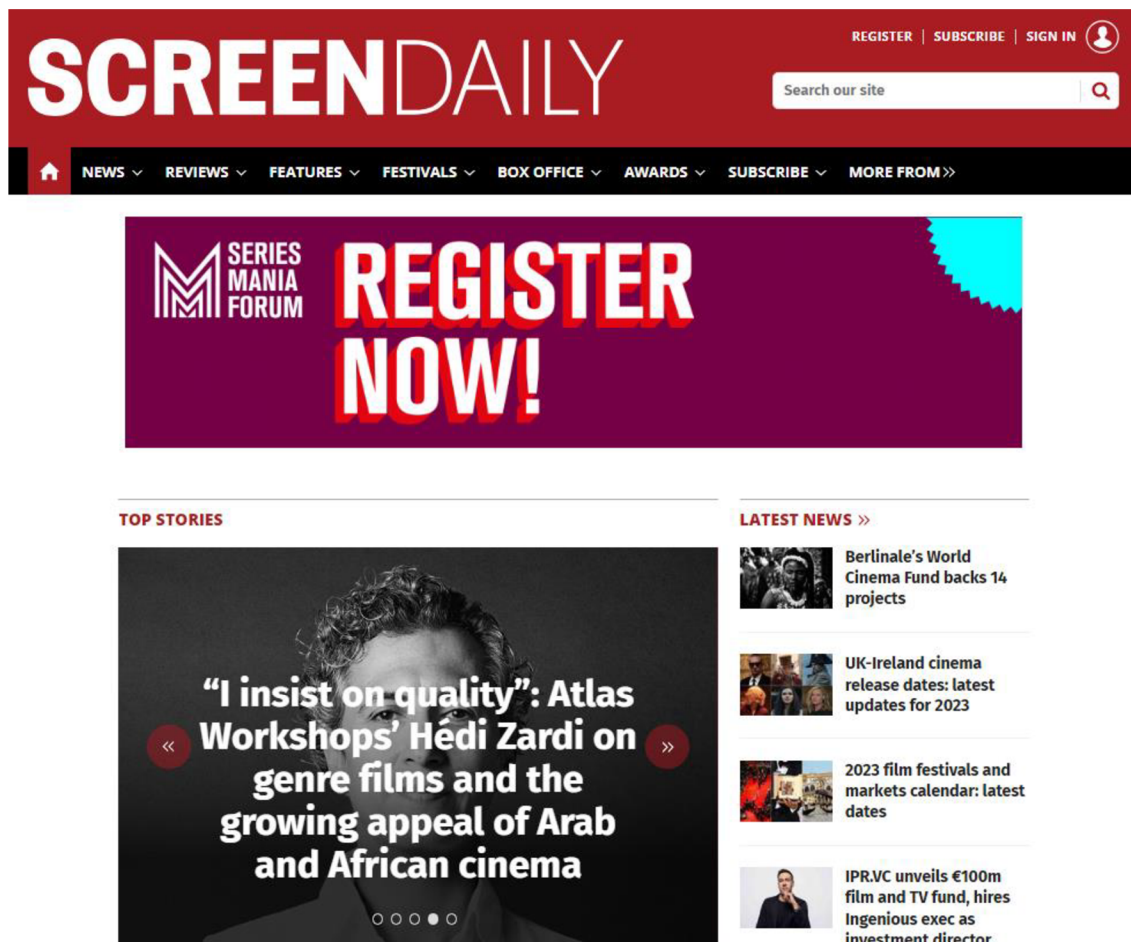 SCREENDAILY
REGISTER | SUBSCRIBE | SIGN IN
Search our site
NEWS REVIEWS FEATURES FESTIVALS BOX OFFICE AWARDS SUBSCRIBE MORE FROM
SERIES
MANIA
FORUM
REGISTER
NOW!
TOP STORIES
“I insist on quality”: Atlas
Workshops’ Hédi Zardi on
genre films and the
growing appeal of Arab
and African cinema
LATEST NEWS
Berlinale’s World
Cinema Fund backs 14
projects
UK-Ireland cinema
release dates: latest
updates for 2023
2023 film festivals and
markets calendar: latest
dates
IPR.VC unveils €100m
film and TV fund, hires
Ingenious exec as
investment director